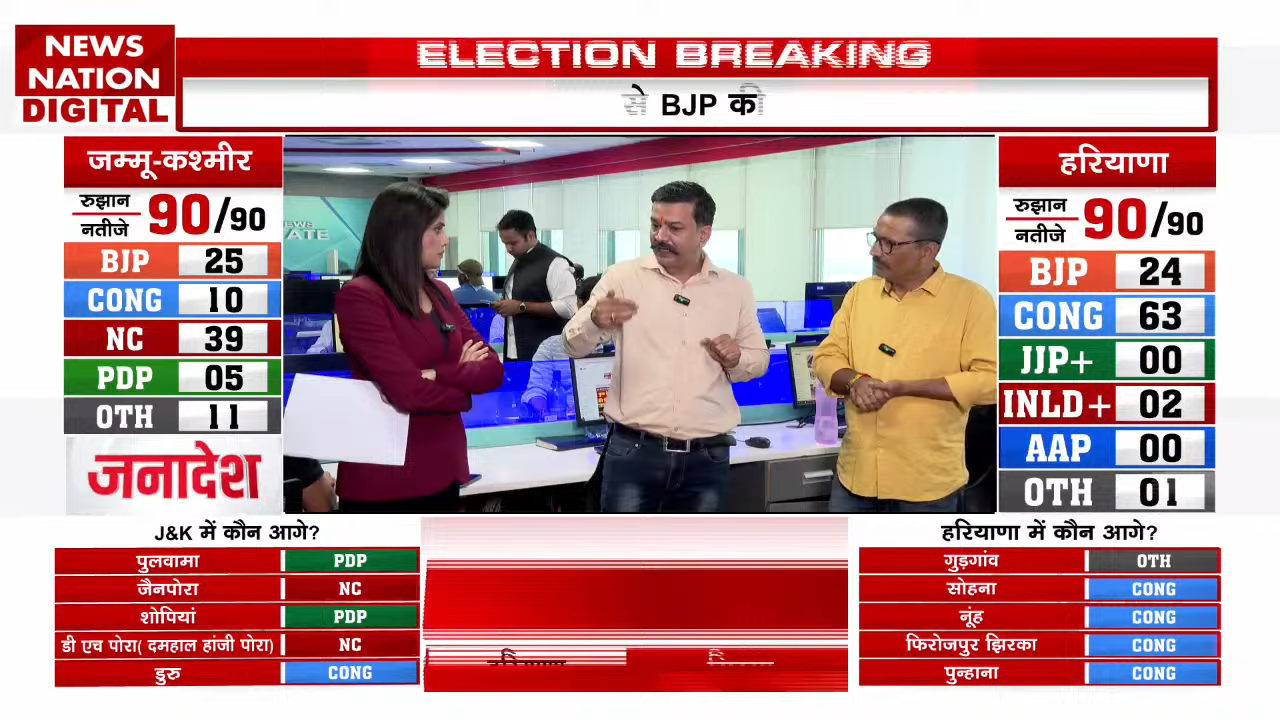 NEWS
NATION
DIGITAL
ELECTION BREAKING
से BJP की
जम्मू-कश्मीर
रुझान
नतीजे
90/90
BJP 25
CONG 10
NC 39
PDP 05
OTH 11
जनादेश
हरियाणा
रुझान
नतीजे
90/90
BJP 24
CONG 63
JJP+ 00
INLD+ 02
AAP 00
OTH 01
J&K में कौन आगे?
पुलवामा PDP
जैनपोरा NC
शोपियां PDP
डी एच पोरा( दमहाल हांजी पोरा) NC
डुरु CONG
हरियाणा में कौन आगे?
गुड़गांव OTH
सोहना CONG
नूंह CONG
फिरोजपुर झिरका CONG
पुन्हाना CONG